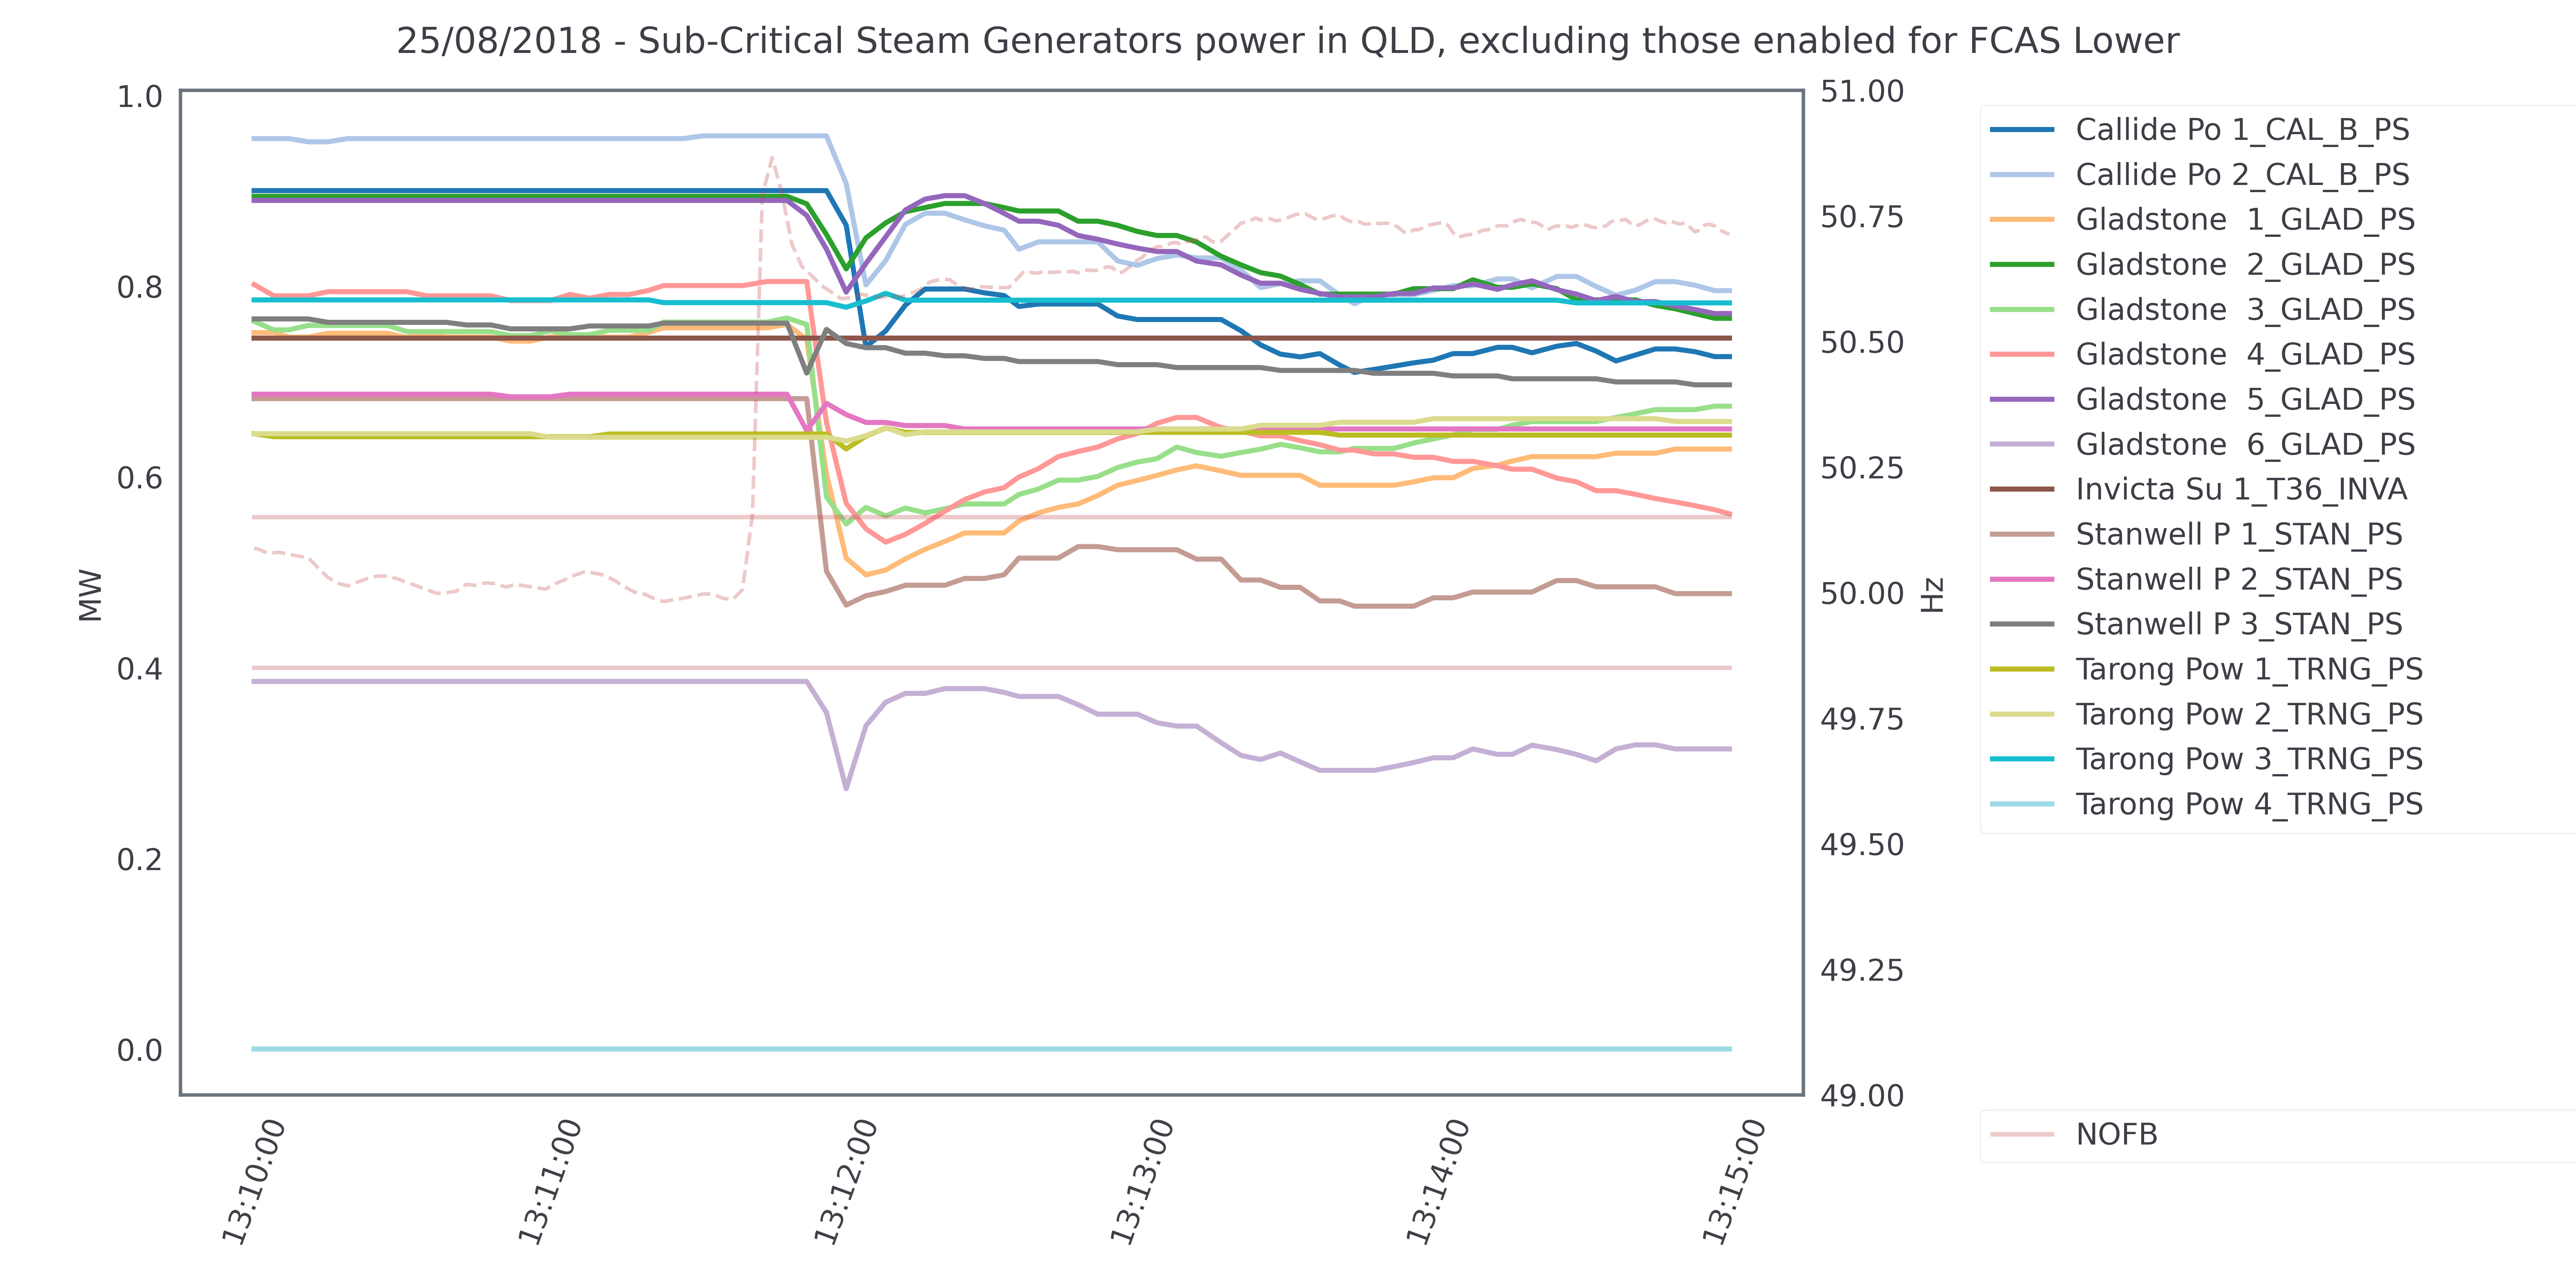 25/08/2018 - Sub-Critical Steam Generators power in QLD, excluding those enabled for FCAS Lower
1.0
0.8
0.6
0.4
0.2
0.0
MW
51.00
50.75
50.50
50.25
50.00
49.75
49.50
49.25
49.00
Hz
13:10:00
13:11:00
13:12:00
13:13:00
13:14:00
13:15:00
Callide Po 1_CAL_B_PS
Callide Po 2_CAL_B_PS
Gladstone  1_GLAD_PS
Gladstone  2_GLAD_PS
Gladstone  3_GLAD_PS
Gladstone  4_GLAD_PS
Gladstone  5_GLAD_PS
Gladstone  6_GLAD_PS
Invicta Su 1_T36_INVA
Stanwell P 1_STAN_PS
Stanwell P 2_STAN_PS
Stanwell P 3_STAN_PS
Tarong Pow 1_TRNG_PS
Tarong Pow 2_TRNG_PS
Tarong Pow 3_TRNG_PS
Tarong Pow 4_TRNG_PS
NOFB